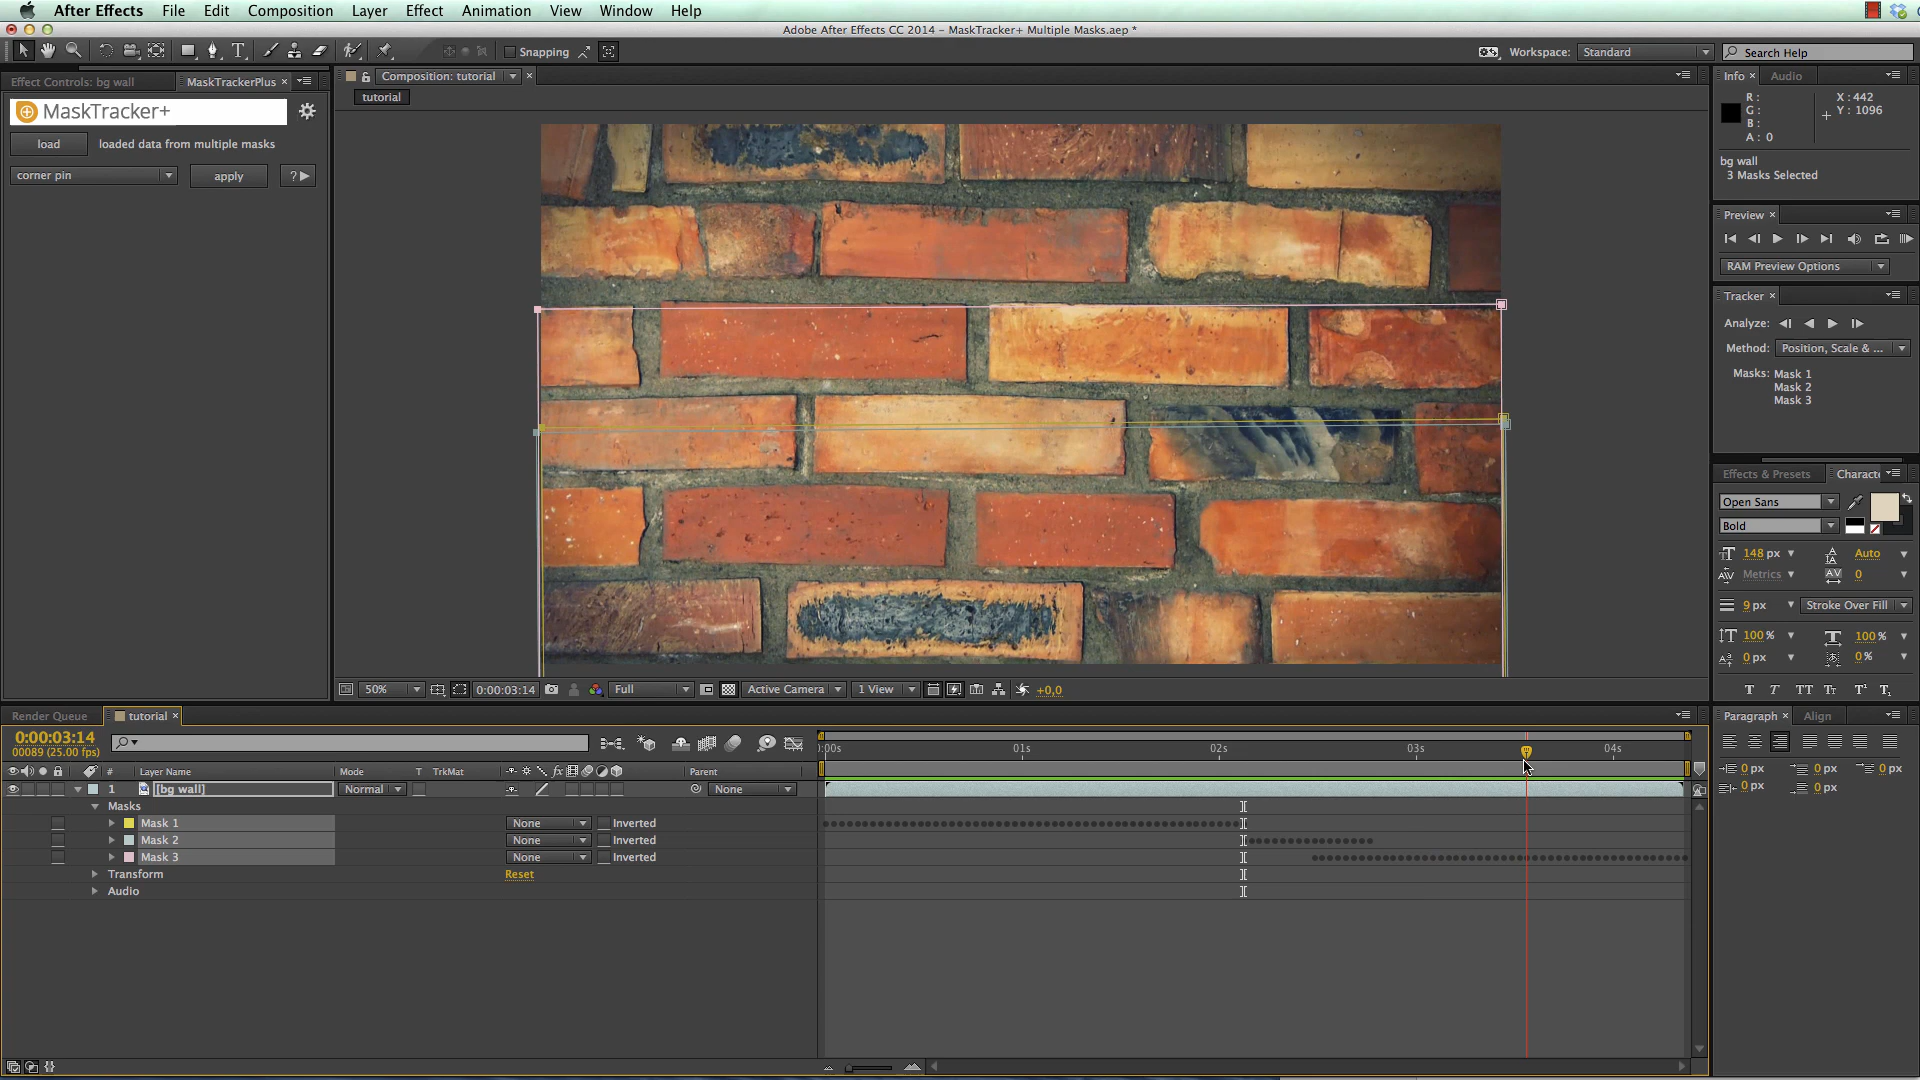 After Effects File Edit Composition Layer Effect Animation View Window Help
Adobe After Effects CC 2014 – MaskTracker+ Multiple Masks.aep *
Snapping
Workspace: Standard
Search Help
Effect Controls: bg wall
MaskTrackerPlus ×
MaskTracker+
load
loaded data from multiple masks
corner pin
apply
?
Composition: tutorial
tutorial
Info ×
Audio
R :
G :
B :
A : 0
X : 442
Y : 1096
bg wall
3 Masks Selected
Preview ×
RAM Preview Options
Tracker ×
Analyze:
Method: Position, Scale & ...
Masks: Mask 1
Mask 2
Mask 3
Effects & Presets
Characte
Open Sans
Bold
148 px
Auto
Metrics
0
9 px
Stroke Over Fill
100 %
100 %
0 px
0 %
T T TT Tt T¹ T₁
50%
0:00:03:14
Full
Active Camera
1 View
+0,0
Render Queue
tutorial ×
Paragraph ×
Align
0 px 0 px 0 px
0 px 0 px
0:00:03:14
00089 (25.00 fps)
):00s 01s 02s 03s 04s
# Layer Name Mode T TrkMat fx Parent
1 [bg wall] Normal None
Masks
Mask 1 None Inverted
Mask 2 None Inverted
Mask 3 None Inverted
Transform Reset
Audio